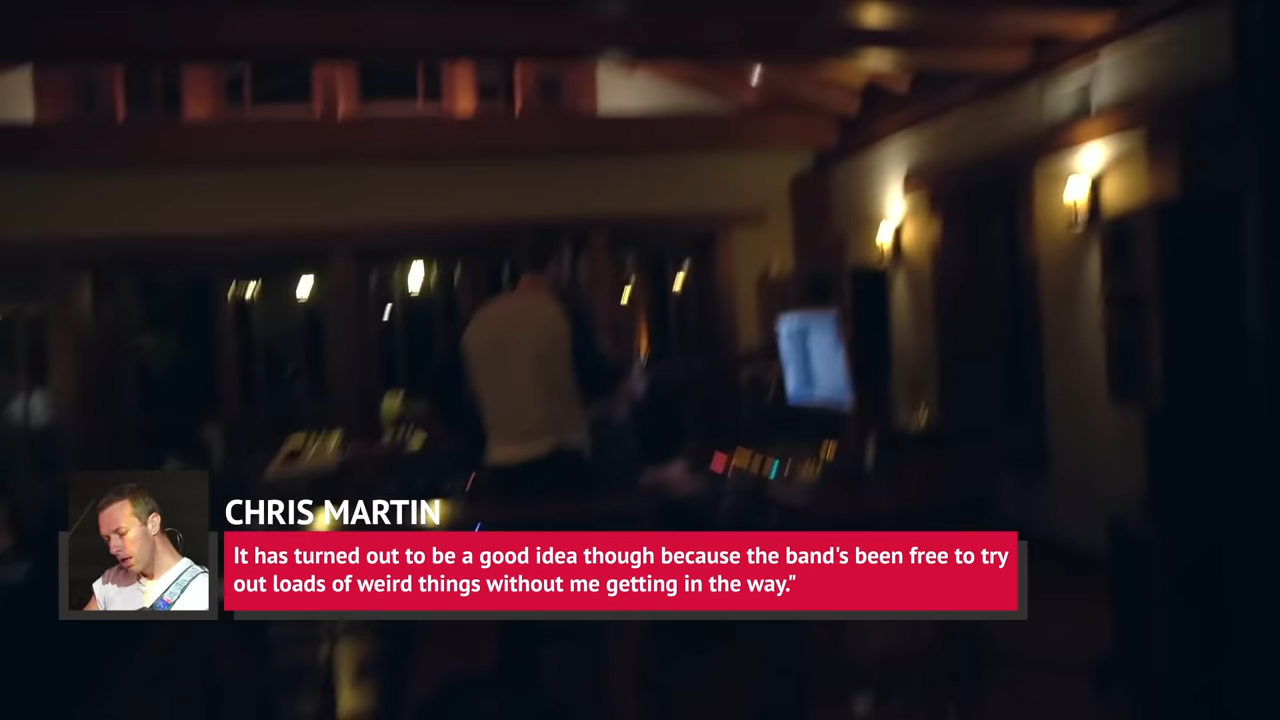 CHRIS MARTIN
It has turned out to be a good idea though because the band's been free to try
out loads of weird things without me getting in the way."